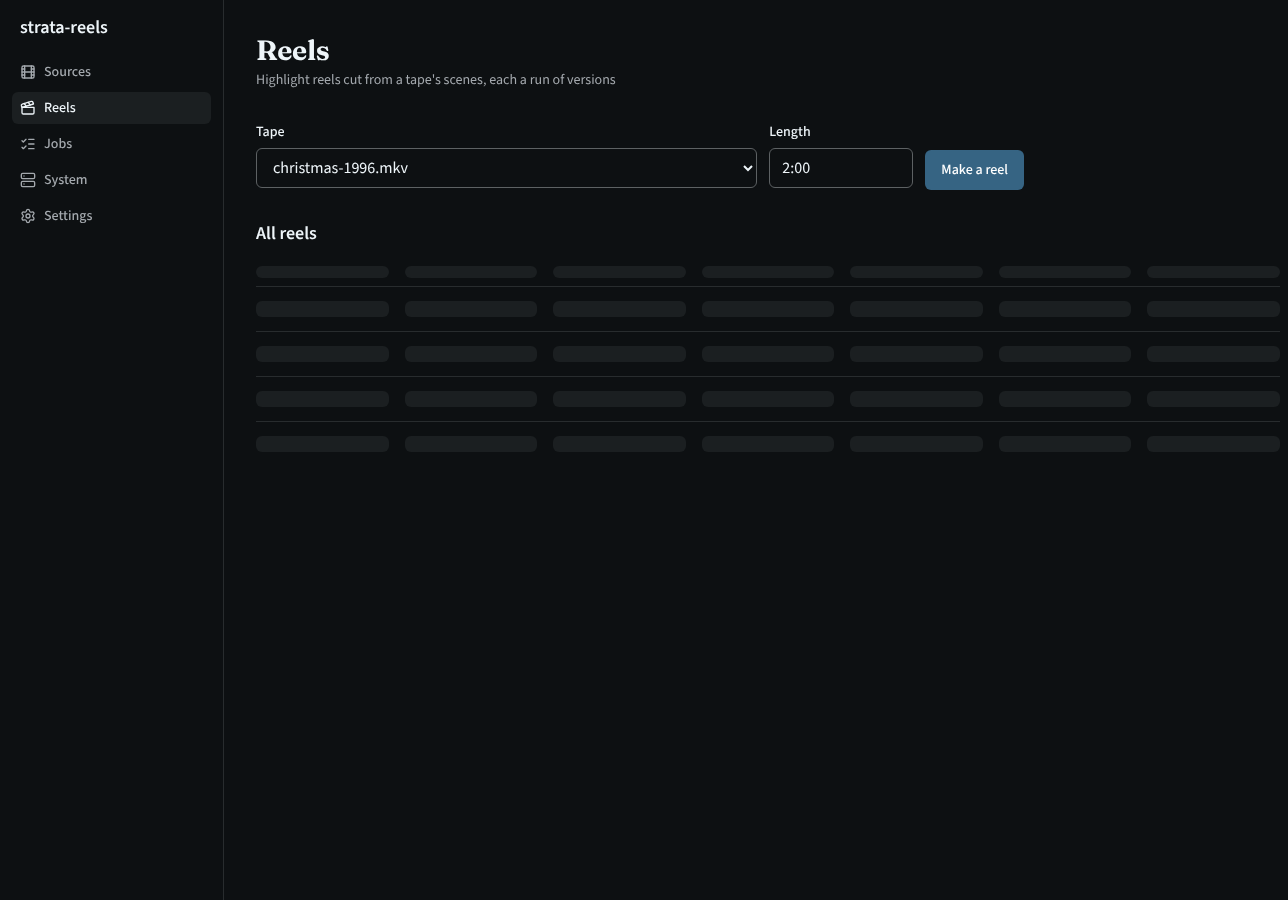 strata-reels
Sources
Reels
Jobs
System
Settings
Reels
Highlight reels cut from a tape's scenes, each a run of versions
Tape
Length
christmas-1996.mkv
2:00
Make a reel
All reels